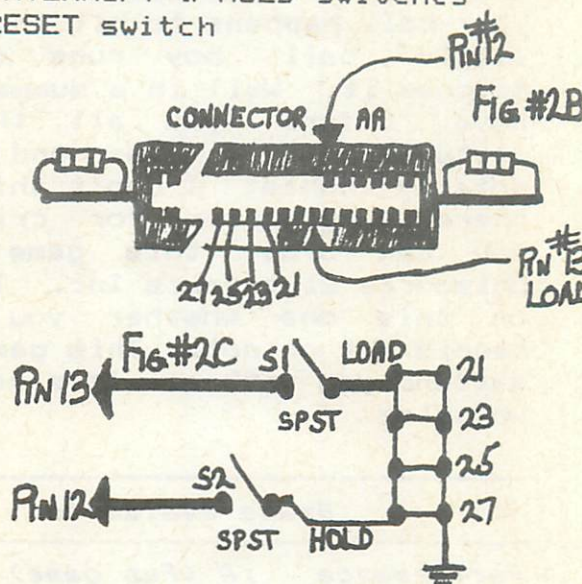 RESET switch
PIN #12
FIG #2B
CONNECTOR AA
27 25 23 21
PIN #13
LOAD
FIG. #2C
S1
LOAD
21
PIN 13
SPST
23
25
S2
PIN 12
27
SPST
HOLD